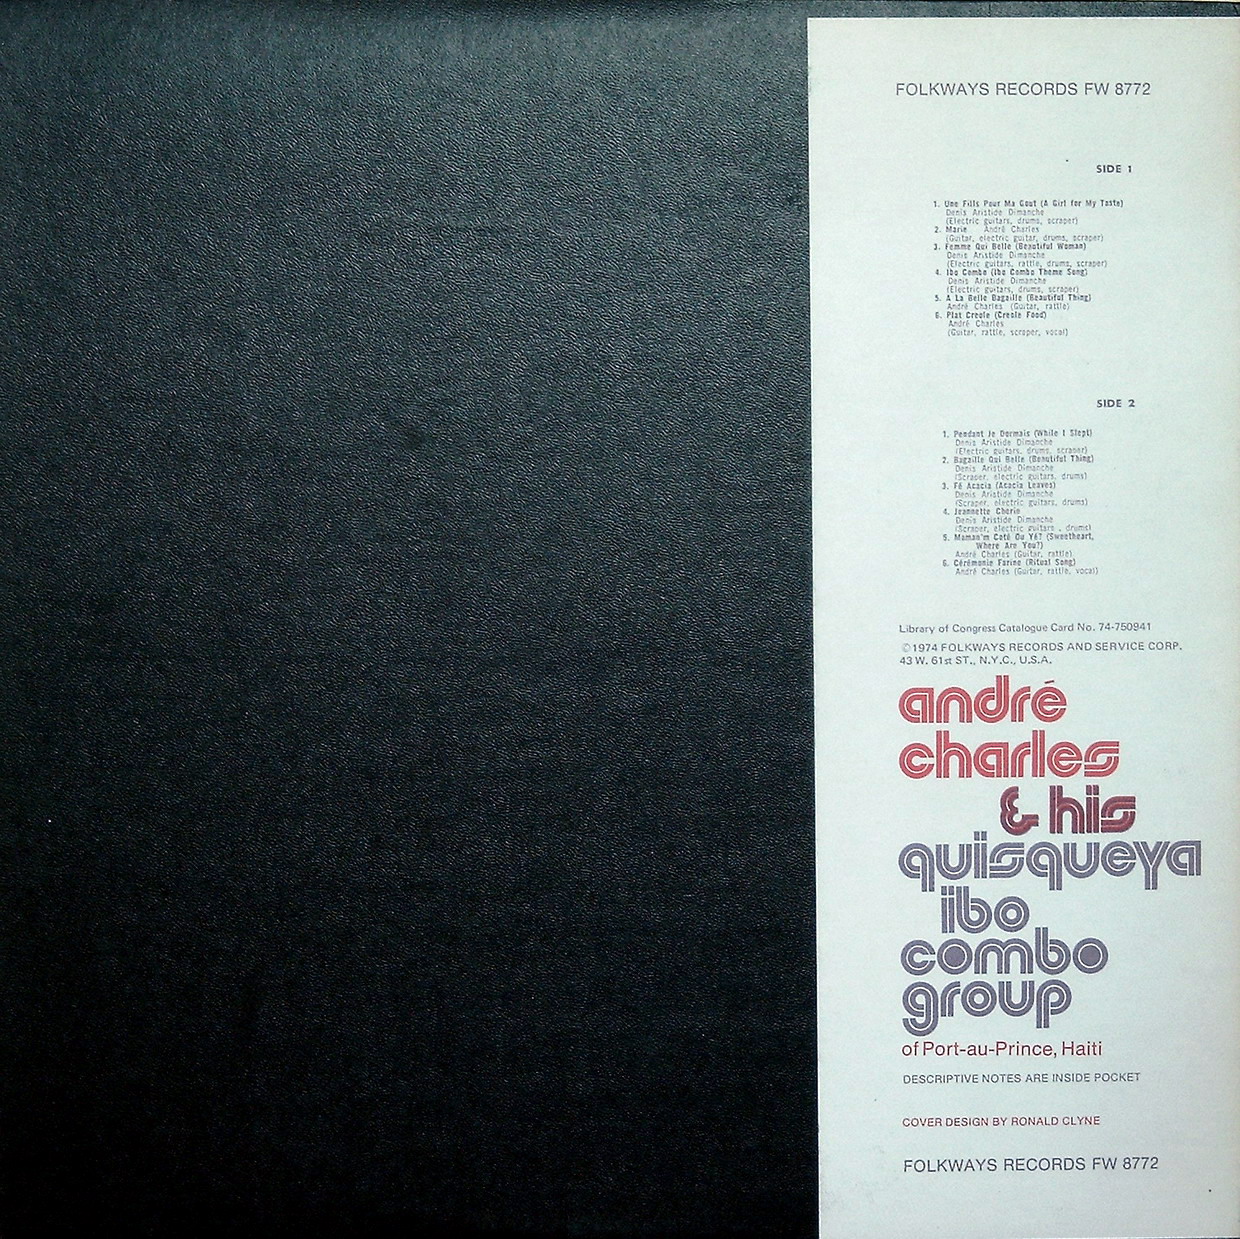 FOLKWAYS RECORDS FW 8772
SIDE 1
1. Une Fills Pour Ma Gout (A Girl for My Taste)
Denis Aristide Dimanche
(Electric guitars, drums, scraper)
2. Marie André Charles
(Guitar, electric guitar, drums, scraper)
3. Femme Qui Belle (Beautiful Woman)
Denis Aristide Dimanche
(Electric guitars, rattle, drums, scraper)
4. Ibo Combo (Ibo Combo Theme Song)
Denis Aristide Dimanche
(Electric guitars, drums, scraper)
5. A La Belle Bagaille (Beautiful Thing)
André Charles (Guitar, rattle)
6. Plat Creole (Creole Food)
André Charles
(Guitar, rattle, scraper, vocal)
SIDE 2
1. Pendant Je Dormais (While I Slept)
Denis Aristide Dimanche
(Electric guitars, drums, scraper)
2. Bagaille Qui Belle (Beautiful Thing)
Denis Aristide Dimanche
(Scraper, electric guitars, drums)
3. Fé Acacia (Acacia Leaves)
Denis Aristide Dimanche
(Scraper, electric guitars, drums)
4. Jeannette Cherie
Denis Aristide Dimanche
(Scraper, electric guitars , drums)
5. Maman'm Coté Ou Yé? (Sweetheart,
Where Are You?)
André Charles (Guitar, rattle)
6. Cérémonie Farine (Ritual Song)
André Charles (Guitar, rattle, vocal)
Library of Congress Catalogue Card No. 74-750941
©1974 FOLKWAYS RECORDS AND SERVICE CORP.
43 W. 61st ST., N.Y.C., U.S.A.
andré
charles
& his
quisqueya
ibo
combo
group
of Port-au-Prince, Haiti
DESCRIPTIVE NOTES ARE INSIDE POCKET
COVER DESIGN BY RONALD CLYNE
FOLKWAYS RECORDS FW 8772